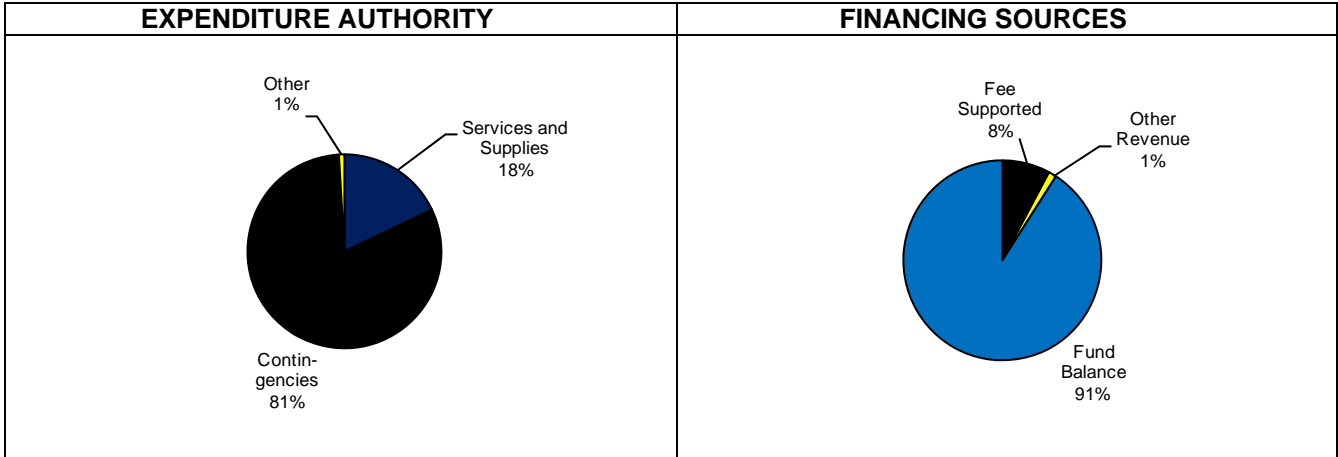 EXPENDITURE AUTHORITY
Other
1%
Services and
Supplies
18%
Contin-
gencies
81%
FINANCING SOURCES
Fee
Supported
8%
Other
Revenue
1%
Fund
Balance
91%